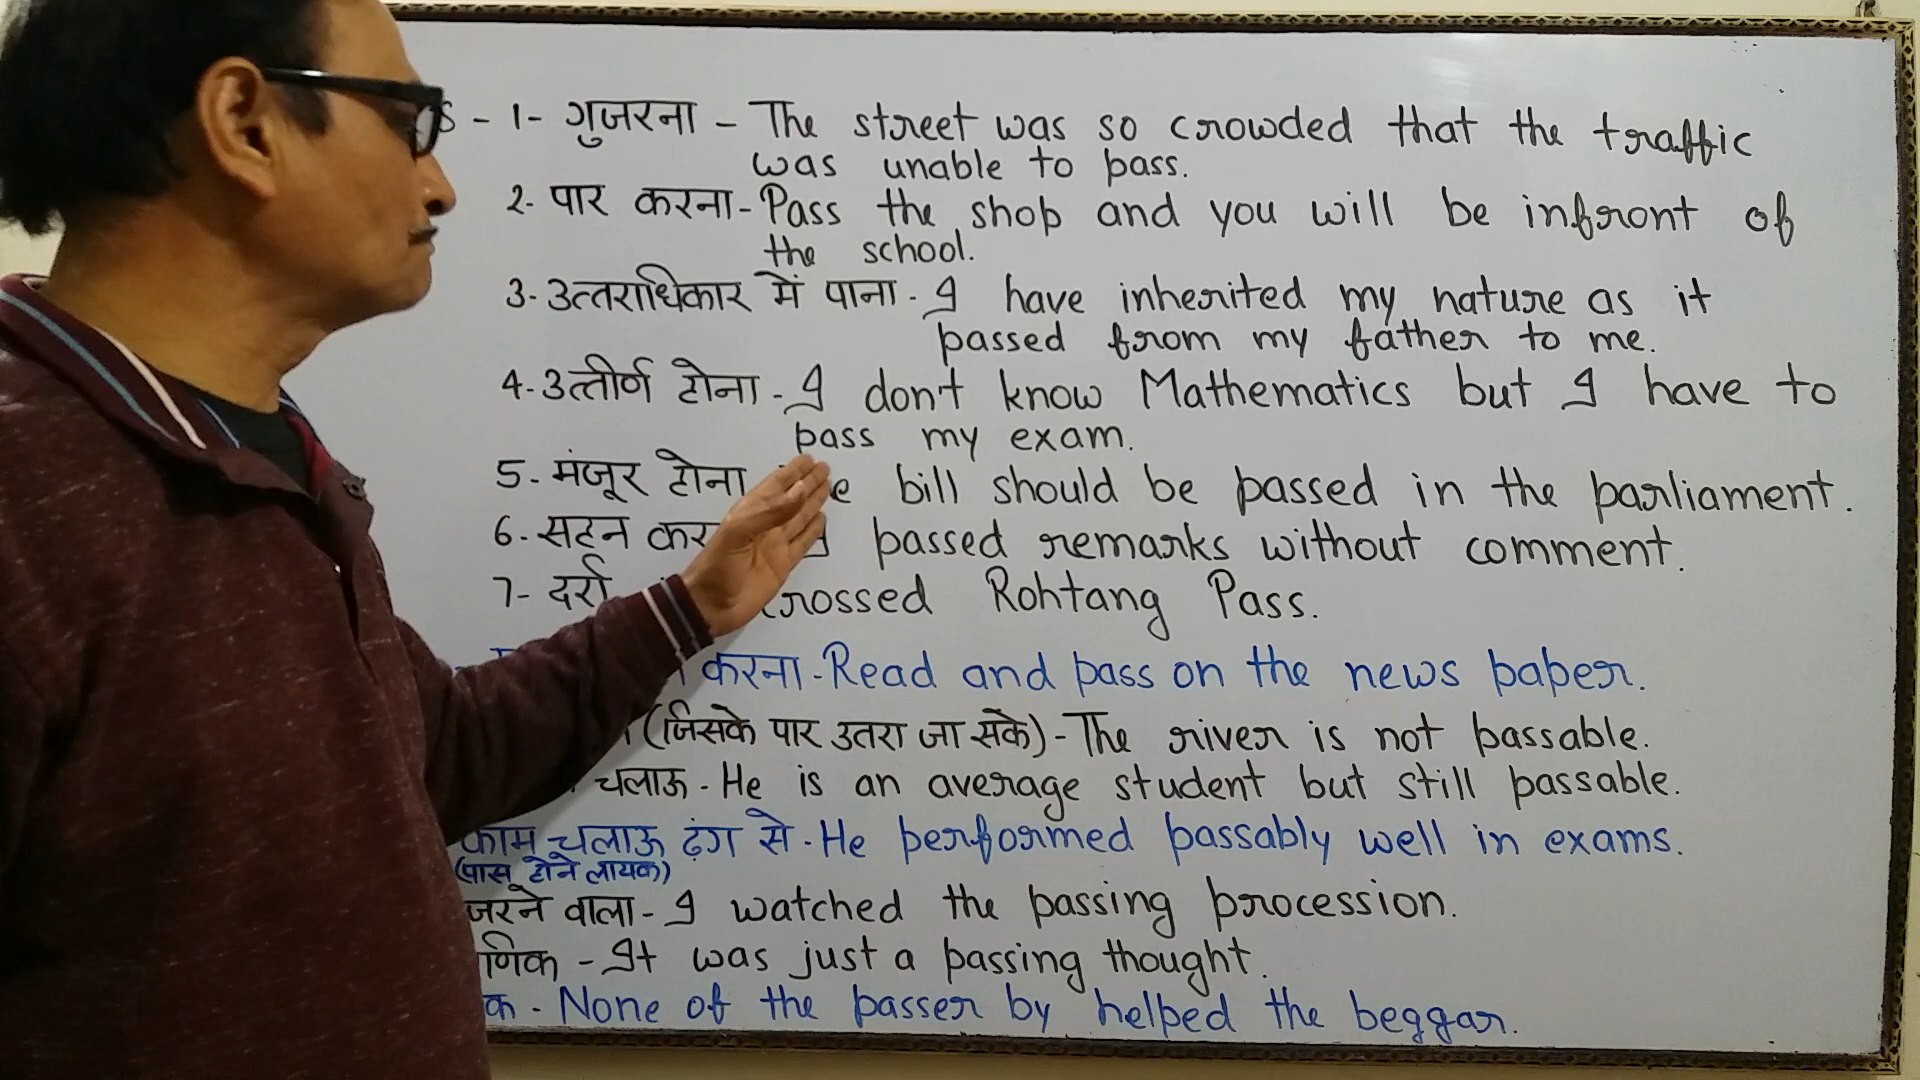 - 1- गुजरना - The street was so crowded that the traffic
was unable to pass.
2- पार करना - Pass the shop and you will be infront of
the school.
3- उत्तराधिकार में पाना - I have inherited my nature as it
passed from my father to me.
4- उत्तीर्ण होना - I don't know Mathematics but I have to
pass my exam.
5- मंजूर होना bill should be passed in the parliament.
6- सहन I passed remarks without comment.
7- दर्रा crossed Rohtang Pass.
करना - Read and pass on the news paper.
(जिसके पार उतरा जा सके) - The river is not passable.
चलाऊ - He is an average student but still passable.
काम चलाऊ ढ़ंग से - He performed passably well in exams.
(पास होने लायक)
वाला - I watched the passing procession.
- It was just a passing thought.
- None of the passer by helped the beggar.